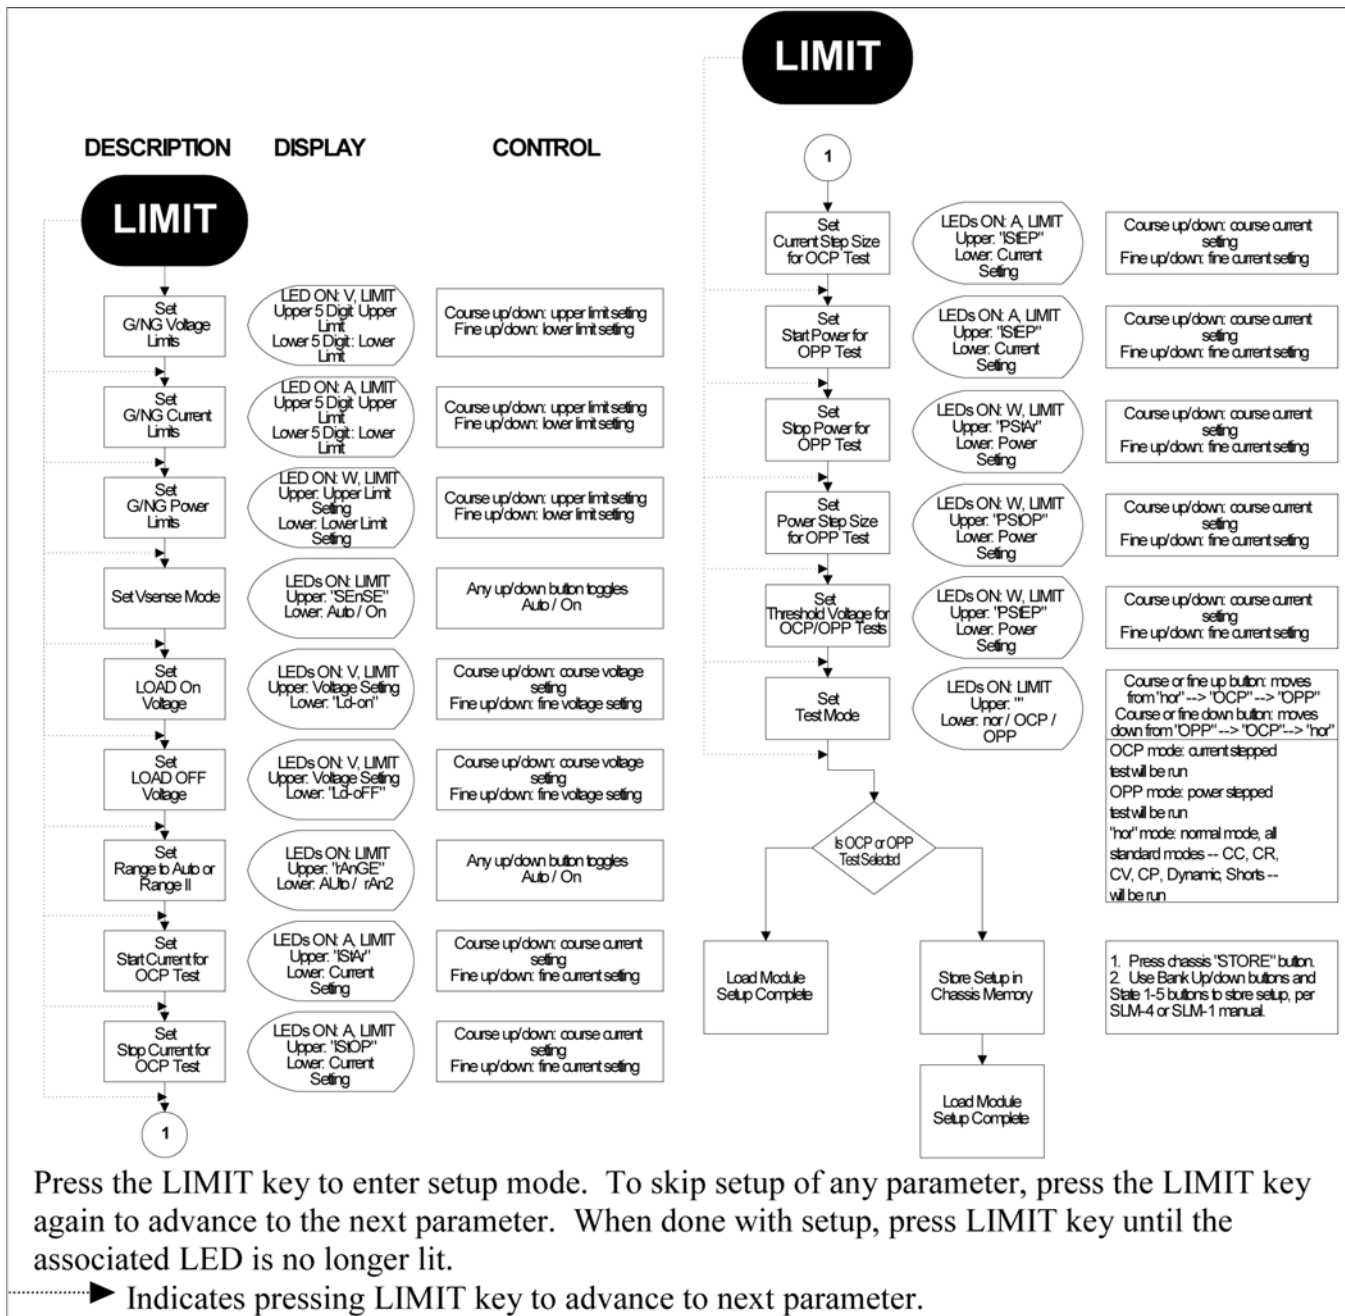 DESCRIPTION DISPLAY CONTROL
LIMIT
Set
G/NG Voltage
Limits
LED ON: V, LIMIT
Upper 5 Digit: Upper
Limit
Lower 5 Digit: Lower
Limit
Course up/down: upper limit setting
Fine up/down: lower limit setting
Set
G/NG Current
Limits
LED ON: A, LIMIT
Upper 5 Digit: Upper
Limit
Lower 5 Digit: Lower
Limit
Course up/down: upper limit setting
Fine up/down: lower limit setting
Set
G/NG Power
Limits
LED ON: W, LIMIT
Upper: Upper Limit
Setting
Lower: Lower Limit
Setting
Course up/down: upper limit setting
Fine up/down: lower limit setting
Set Vsense Mode
LEDs ON: LIMIT
Upper: "SEnSE"
Lower: Auto / On
Any up/down button toggles
Auto / On
Set
LOAD On
Voltage
LEDs ON: V, LIMIT
Upper: Voltage Setting
Lower: "Ld-on"
Course up/down: course voltage
setting
Fine up/down: fine voltage setting
Set
LOAD OFF
Voltage
LEDs ON: V, LIMIT
Upper: Voltage Setting
Lower: "Ld-oFF"
Course up/down: course voltage
setting
Fine up/down: fine voltage setting
Set
Range to Auto or
Range II
LEDs ON: LIMIT
Upper: "rAnGE"
Lower: AUto / rAn2
Any up/down button toggles
Auto / On
Set
Start Current for
OCP Test
LEDs ON: A, LIMIT
Upper: "IStAr"
Lower: Current
Setting
Course up/down: course current
setting
Fine up/down: fine current setting
Set
Stop Current for
OCP Test
LEDs ON: A, LIMIT
Upper: "IStOP"
Lower: Current
Setting
Course up/down: course current
setting
Fine up/down: fine current setting
1
LIMIT
1
Set
Current Step Size
for OCP Test
LEDs ON: A, LIMIT
Upper: "IStEP"
Lower: Current
Setting
Course up/down: course current
setting
Fine up/down: fine current setting
Set
Start Power for
OPP Test
LEDs ON: A, LIMIT
Upper: "IStEP"
Lower: Current
Setting
Course up/down: course current
setting
Fine up/down: fine current setting
Set
Stop Power for
OPP Test
LEDs ON: W, LIMIT
Upper: "PStAr"
Lower: Power
Setting
Course up/down: course current
setting
Fine up/down: fine current setting
Set
Power Step Size
for OPP Test
LEDs ON: W, LIMIT
Upper: "PStOP"
Lower: Power
Setting
Course up/down: course current
setting
Fine up/down: fine current setting
Set
Threshold Voltage for
OCP/OPP Tests
LEDs ON: W, LIMIT
Upper: "PStEP"
Lower: Power
Setting
Course up/down: course current
setting
Fine up/down: fine current setting
Set
Test Mode
LEDs ON: LIMIT
Upper: ""
Lower: nor / OCP /
OPP
Course or fine up button: moves
from "nor" --> "OCP" --> "OPP"
Course or fine down button: moves
down from "OPP" --> "OCP"--> "nor"
OCP mode: current stepped
test will be run
OPP mode: power stepped
test will be run
"nor" mode: normal mode, all
standard modes -- CC, CR,
CV, CP, Dynamic, Shorts --
will be run
Is OCP or OPP
Test Selected
Load Module
Setup Complete
Store Setup in
Chassis Memory
1. Press chassis "STORE" button.
2. Use Bank Up/down buttons and
State 1-5 buttons to store setup, per
SLM-4 or SLM-1 manual.
Load Module
Setup Complete
Press the LIMIT key to enter setup mode. To skip setup of any parameter, press the LIMIT key
again to advance to the next parameter. When done with setup, press LIMIT key until the
associated LED is no longer lit.
Indicates pressing LIMIT key to advance to next parameter.